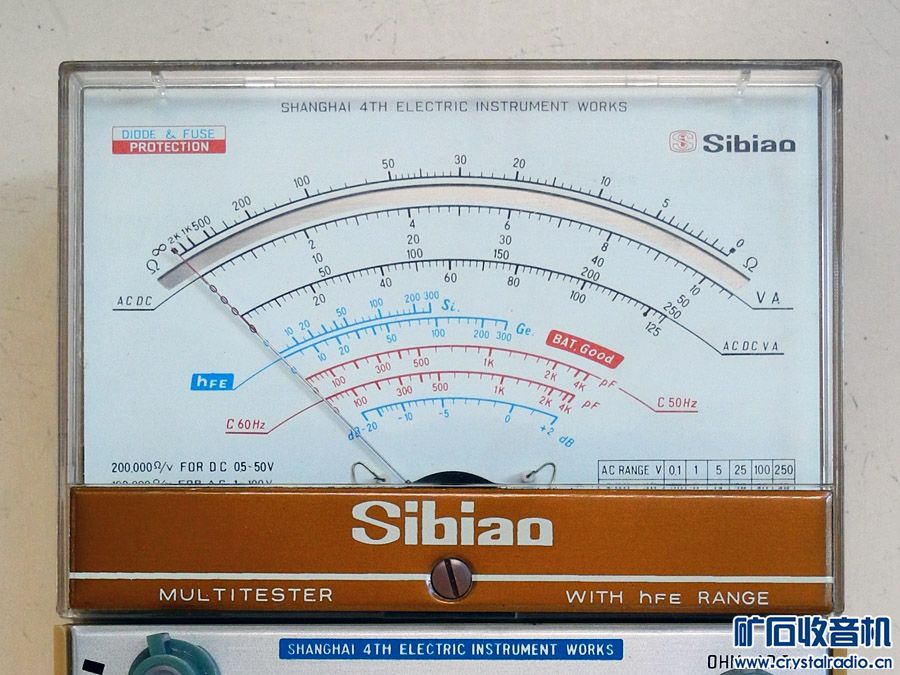 SHANGHAI 4TH ELECTRIC INSTRUMENT WORKS
DIODE & FUSE
PROTECTION
Sibiao
Ω ∞ 2K 1K 500 200 100 50 30 20 10 5 0 Ω
AC DC 2 4 6 8 10 V A
10 20 30 40 50
50 100 150 200 250
20 40 60 80 100 125 AC DC V A
hFE
10 20 50 100 200 300 Si.
10 20 50 100 200 300 Ge.
BAT. Good
100 300 500 1K 2K 4K pF C 50Hz
C 60Hz 100 300 500 1K 2K 4K pF
dB -20 -10 -5 0 +2 dB
200.000Ω/v FOR DC 05~50V
AC RANGE V 0.1 1 5 25 100 250
Sibiao
MULTITESTER WITH hFE RANGE
SHANGHAI 4TH ELECTRIC INSTRUMENT WORKS
矿石收音机
www.crystalradio.cn